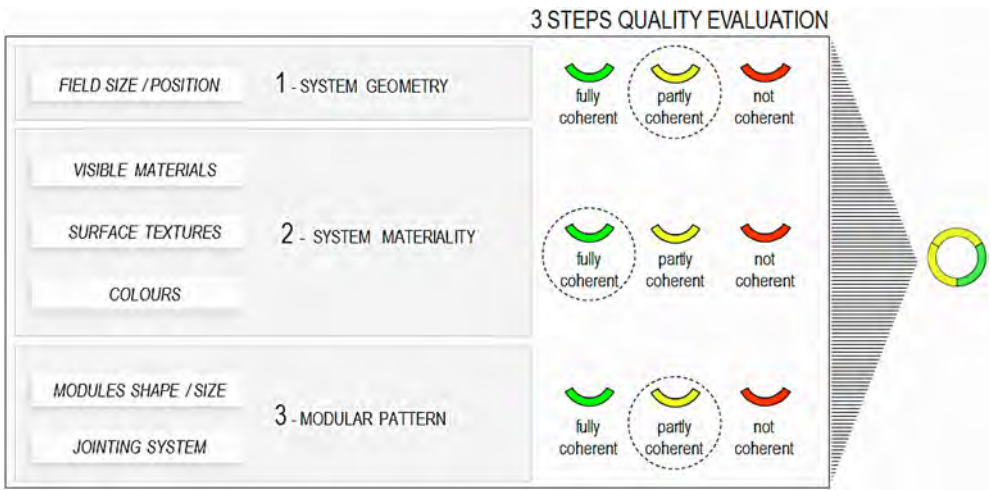 3 STEPS QUALITY EVALUATION
FIELD SIZE / POSITION
1 - SYSTEM GEOMETRY
fully coherent
partly coherent
not coherent
VISIBLE MATERIALS
SURFACE TEXTURES
COLOURS
2 - SYSTEM MATERIALITY
fully coherent
partly coherent
not coherent
MODULES SHAPE / SIZE
JOINTING SYSTEM
3 - MODULAR PATTERN
fully coherent
partly coherent
not coherent